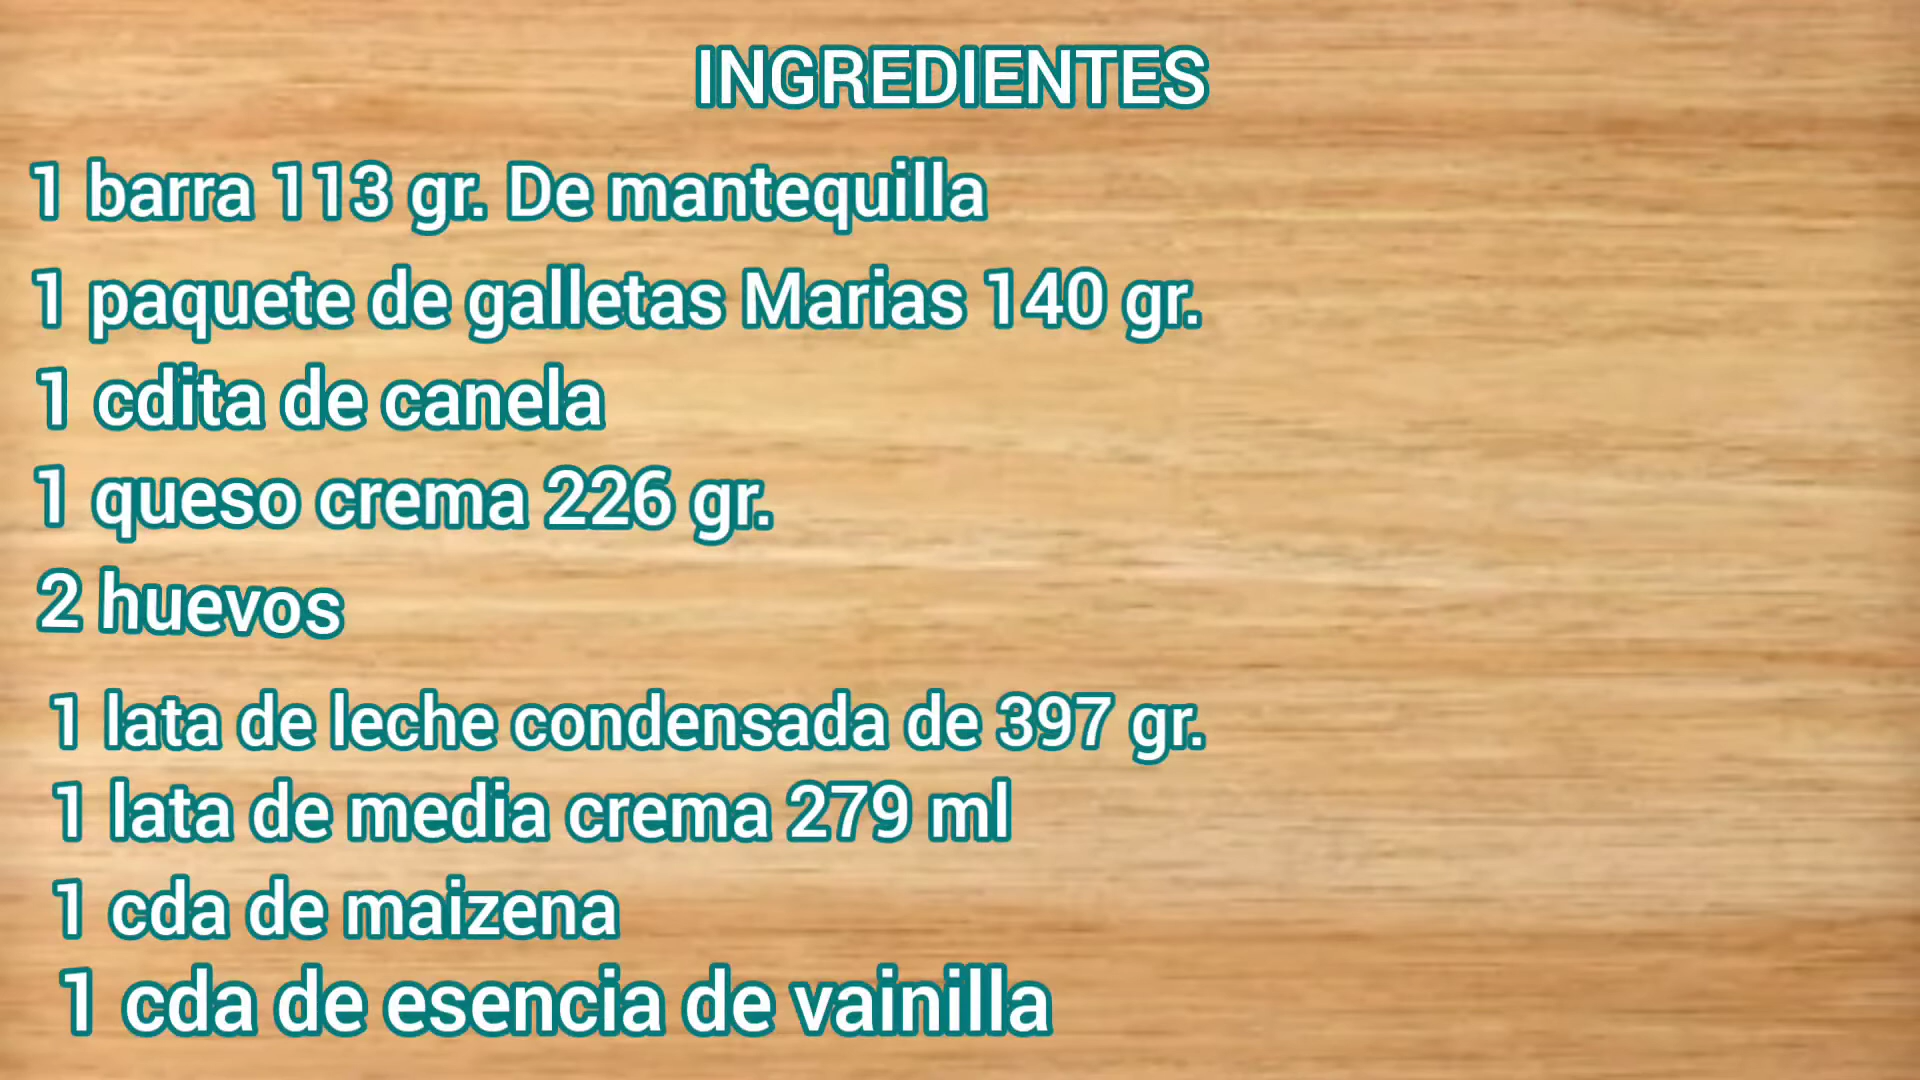 INGREDIENTES
1 barra 113 gr. De mantequilla
1 paquete de galletas Marias 140 gr.
1 cdita de canela
1 queso crema 226 gr.
2 huevos
1 lata de leche condensada de 397 gr.
1 lata de media crema 279 ml
1 cda de maizena
1 cda de esencia de vainilla